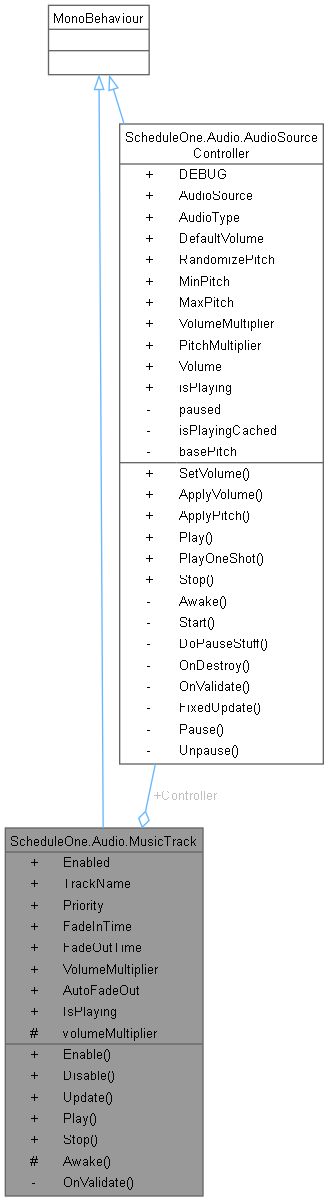 MonoBehaviour
ScheduleOne.Audio.AudioSource
Controller
+ DEBUG
+ AudioSource
+ AudioType
+ DefaultVolume
+ RandomizePitch
+ MinPitch
+ MaxPitch
+ VolumeMultiplier
+ PitchMultiplier
+ Volume
+ isPlaying
- paused
- isPlayingCached
- basePitch
+ SetVolume()
+ ApplyVolume()
+ ApplyPitch()
+ Play()
+ PlayOneShot()
+ Stop()
- Awake()
- Start()
- DoPauseStuff()
- OnDestroy()
- OnValidate()
- FixedUpdate()
- Pause()
- Unpause()
+Controller
ScheduleOne.Audio.MusicTrack
+ Enabled
+ TrackName
+ Priority
+ FadeInTime
+ FadeOutTime
+ VolumeMultiplier
+ AutoFadeOut
+ IsPlaying
# volumeMultiplier
+ Enable()
+ Disable()
+ Update()
+ Play()
+ Stop()
# Awake()
- OnValidate()